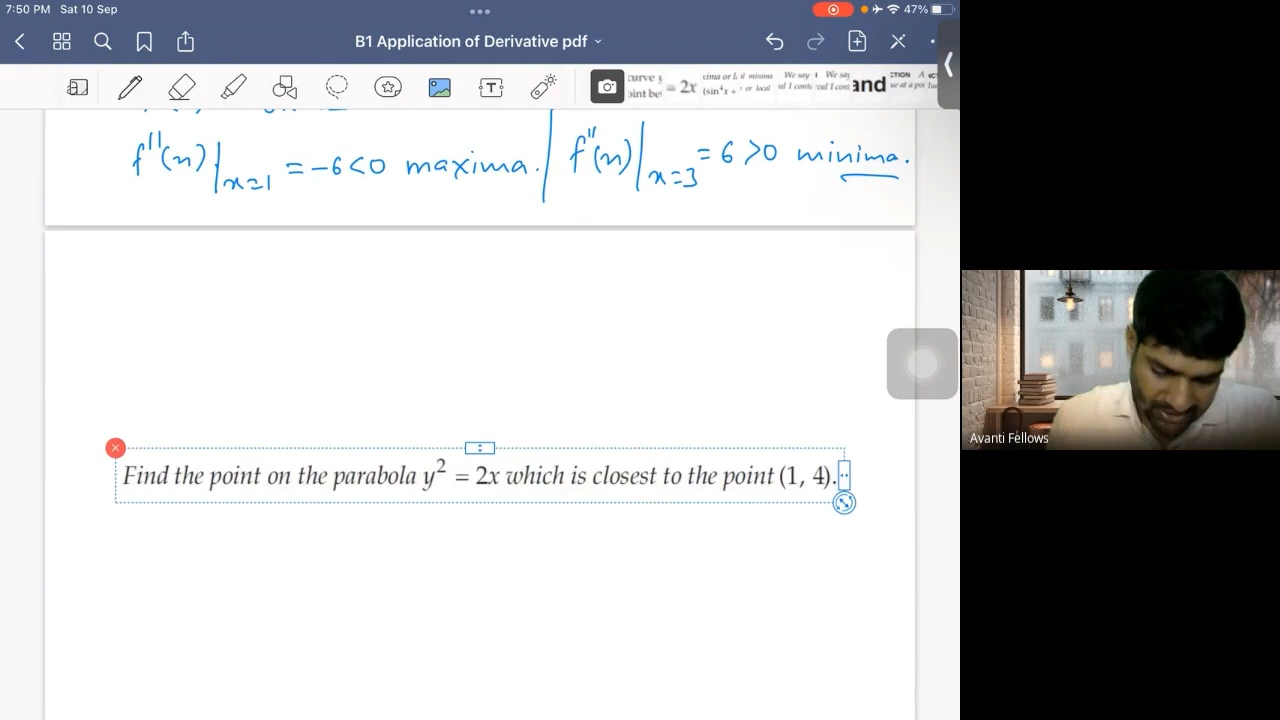 7:50 PM Sat 10 Sep
47%
B1 Application of Derivative pdf
= 2x
and
f''(x)|x=1 = -6 < 0 maxima. | f''(x)|x=3 = 6 > 0 minima.
Find the point on the parabola y² = 2x which is closest to the point (1, 4).
Avanti Fellows